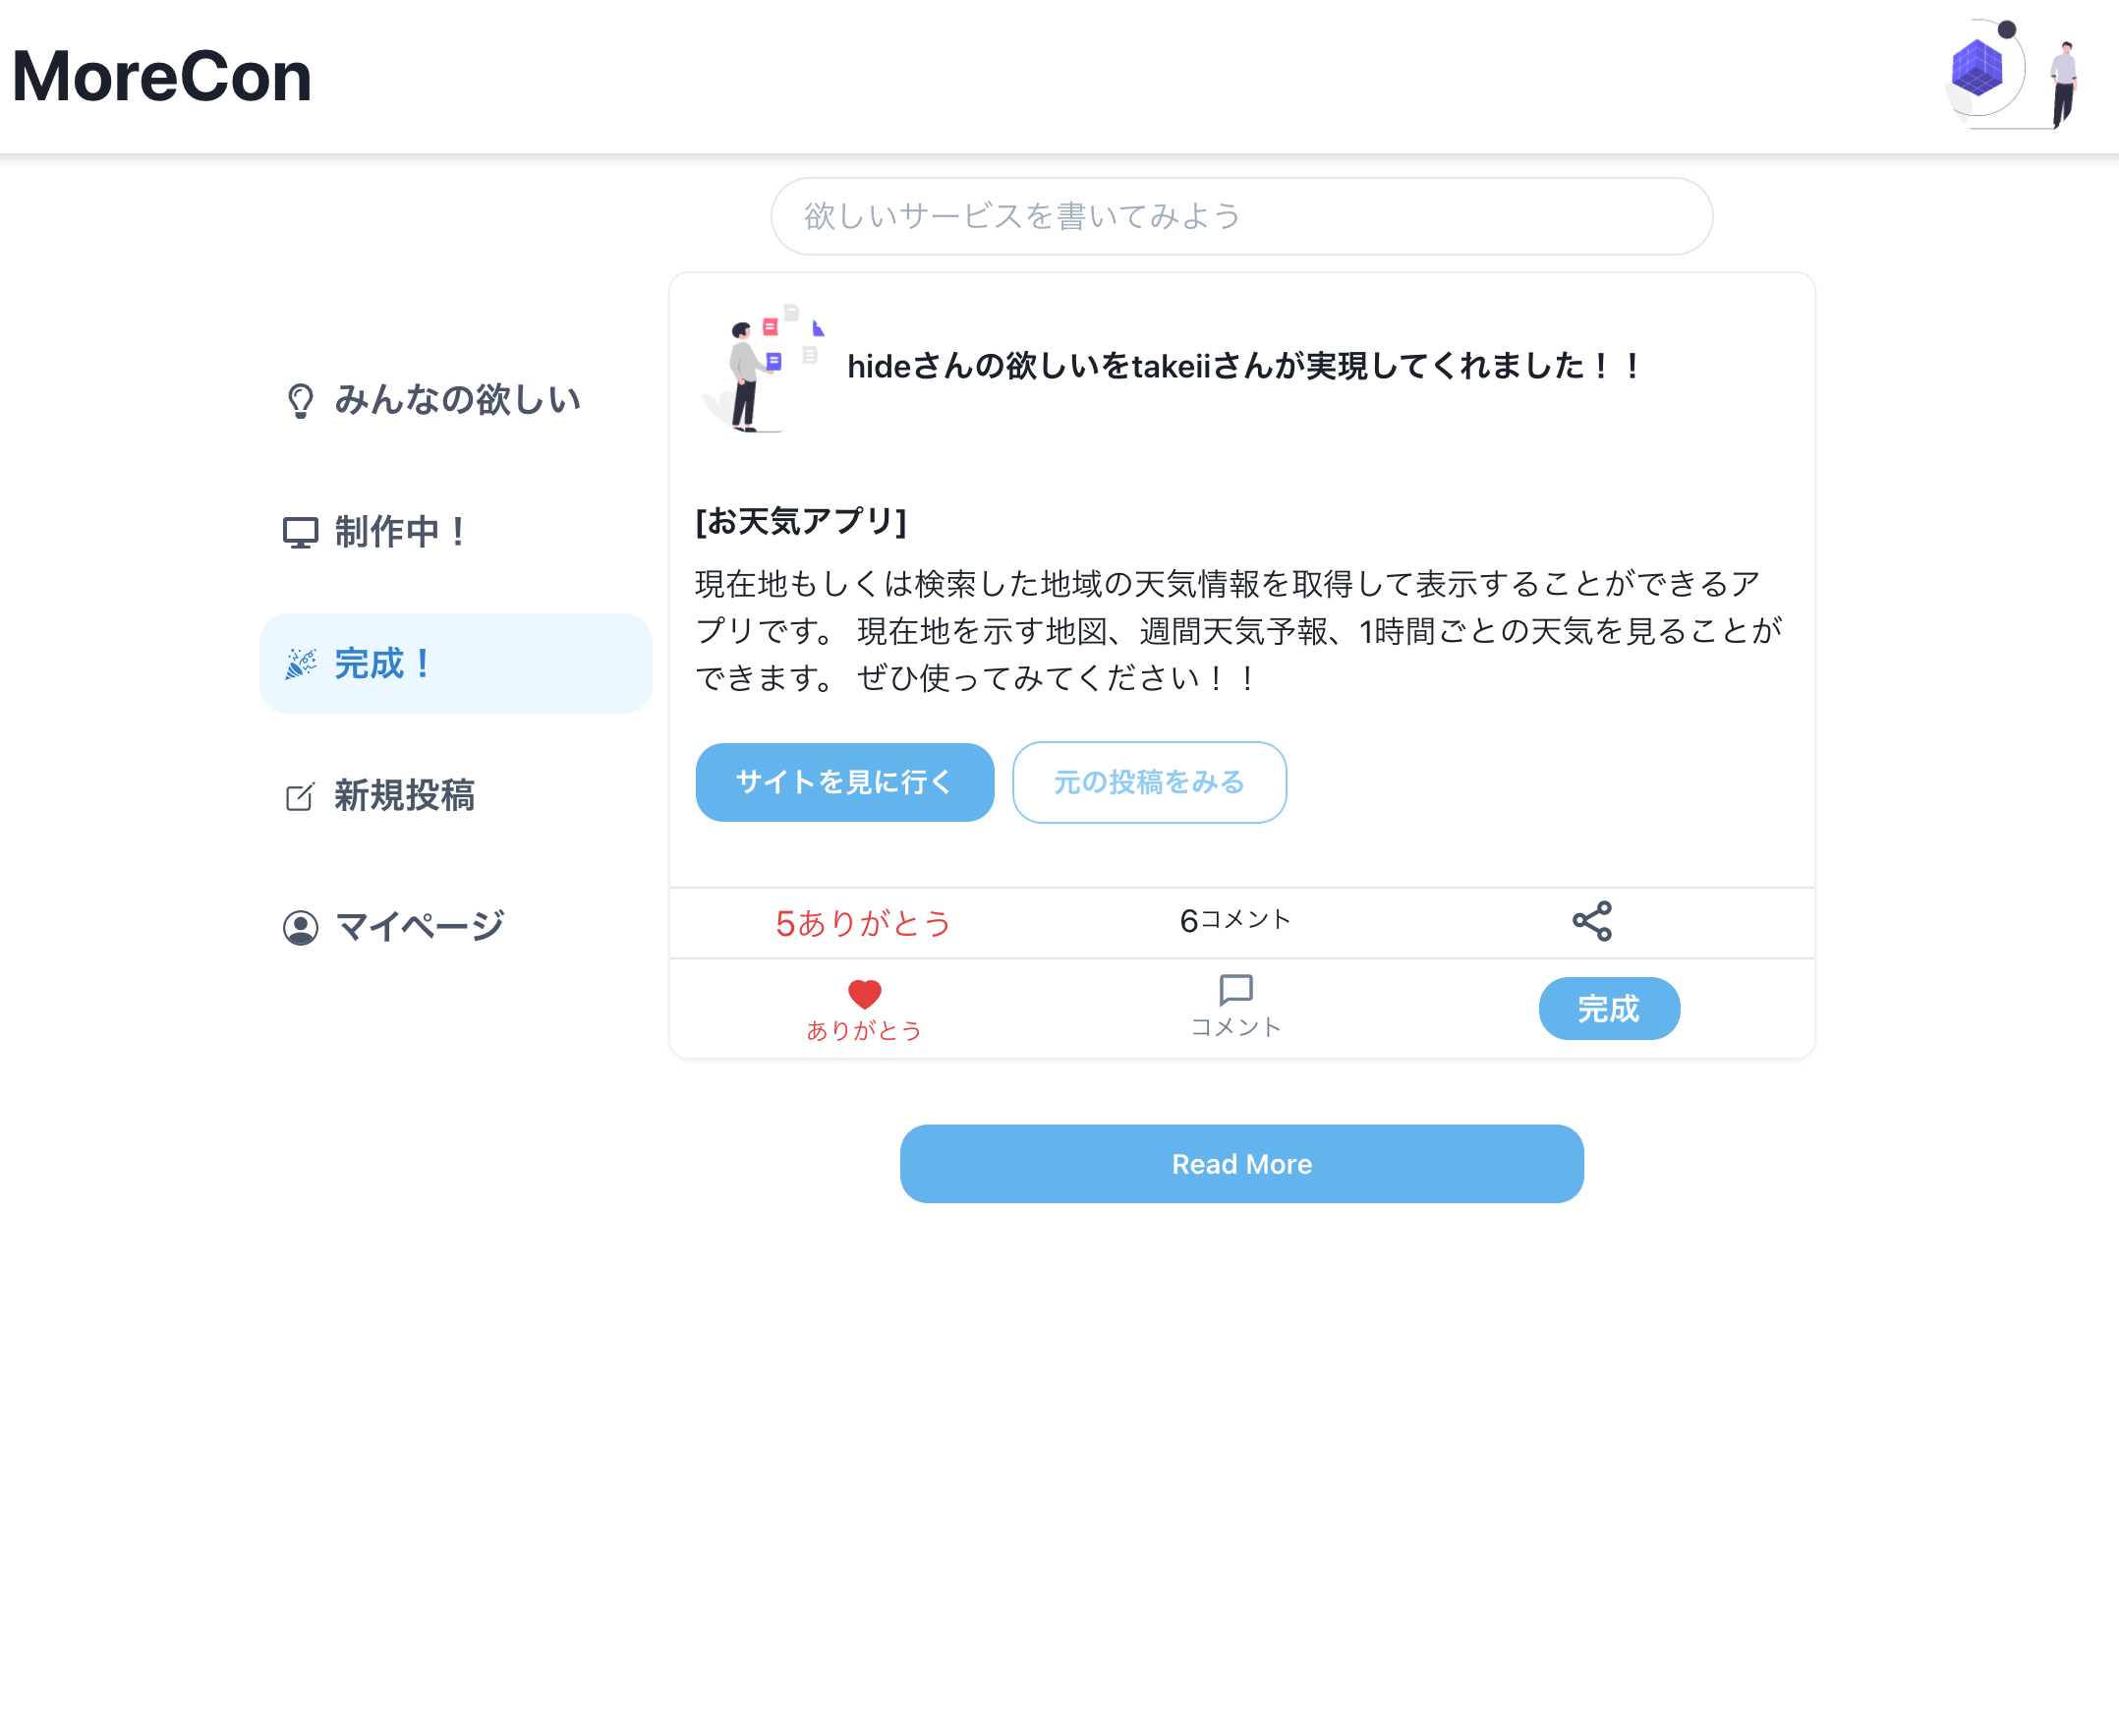 MoreCon
欲しいサービスを書いてみよう
みんなの欲しい
制作中！
完成！
新規投稿
マイページ
hideさんの欲しいをtakeiiさんが実現してくれました！！
[お天気アプリ]
現在地もしくは検索した地域の天気情報を取得して表示することができるア
プリです。 現在地を示す地図、週間天気予報、1時間ごとの天気を見ることが
できます。 ぜひ使ってみてください！！
サイトを見に行く
元の投稿をみる
5ありがとう
6コメント
ありがとう
コメント
完成
Read More